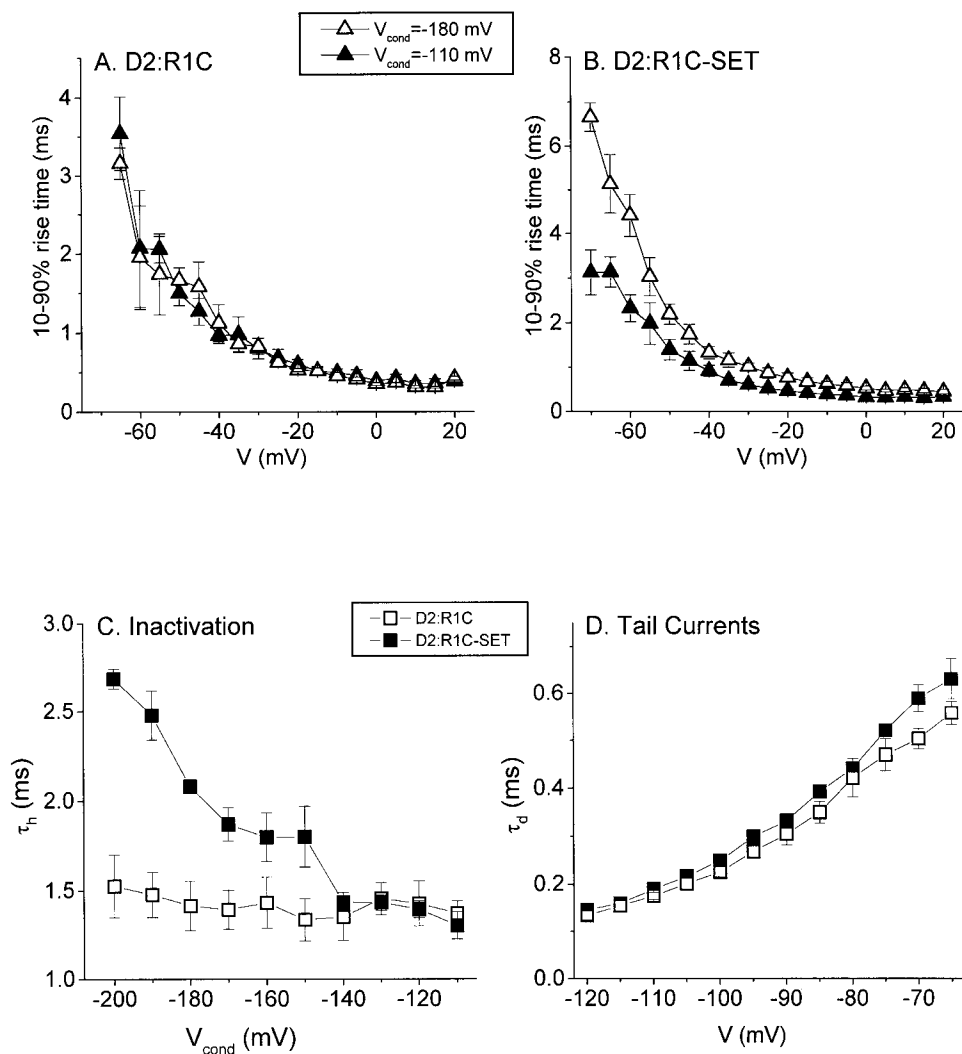 V_cond=-180 mV
V_cond=-110 mV
A. D2:R1C
B. D2:R1C-SET
10-90% rise time (ms)
4
3
2
1
0
-60
-40
-20
0
20
V (mV)
10-90% rise time (ms)
8
6
4
2
0
-60
-40
-20
0
20
V (mV)
C. Inactivation
D2:R1C
D2:R1C-SET
D. Tail Currents
τ_h (ms)
3.0
2.5
2.0
1.5
1.0
-200
-180
-160
-140
-120
V_cond (mV)
τ_d (ms)
0.6
0.4
0.2
0.0
-120
-110
-100
-90
-80
-70
V (mV)